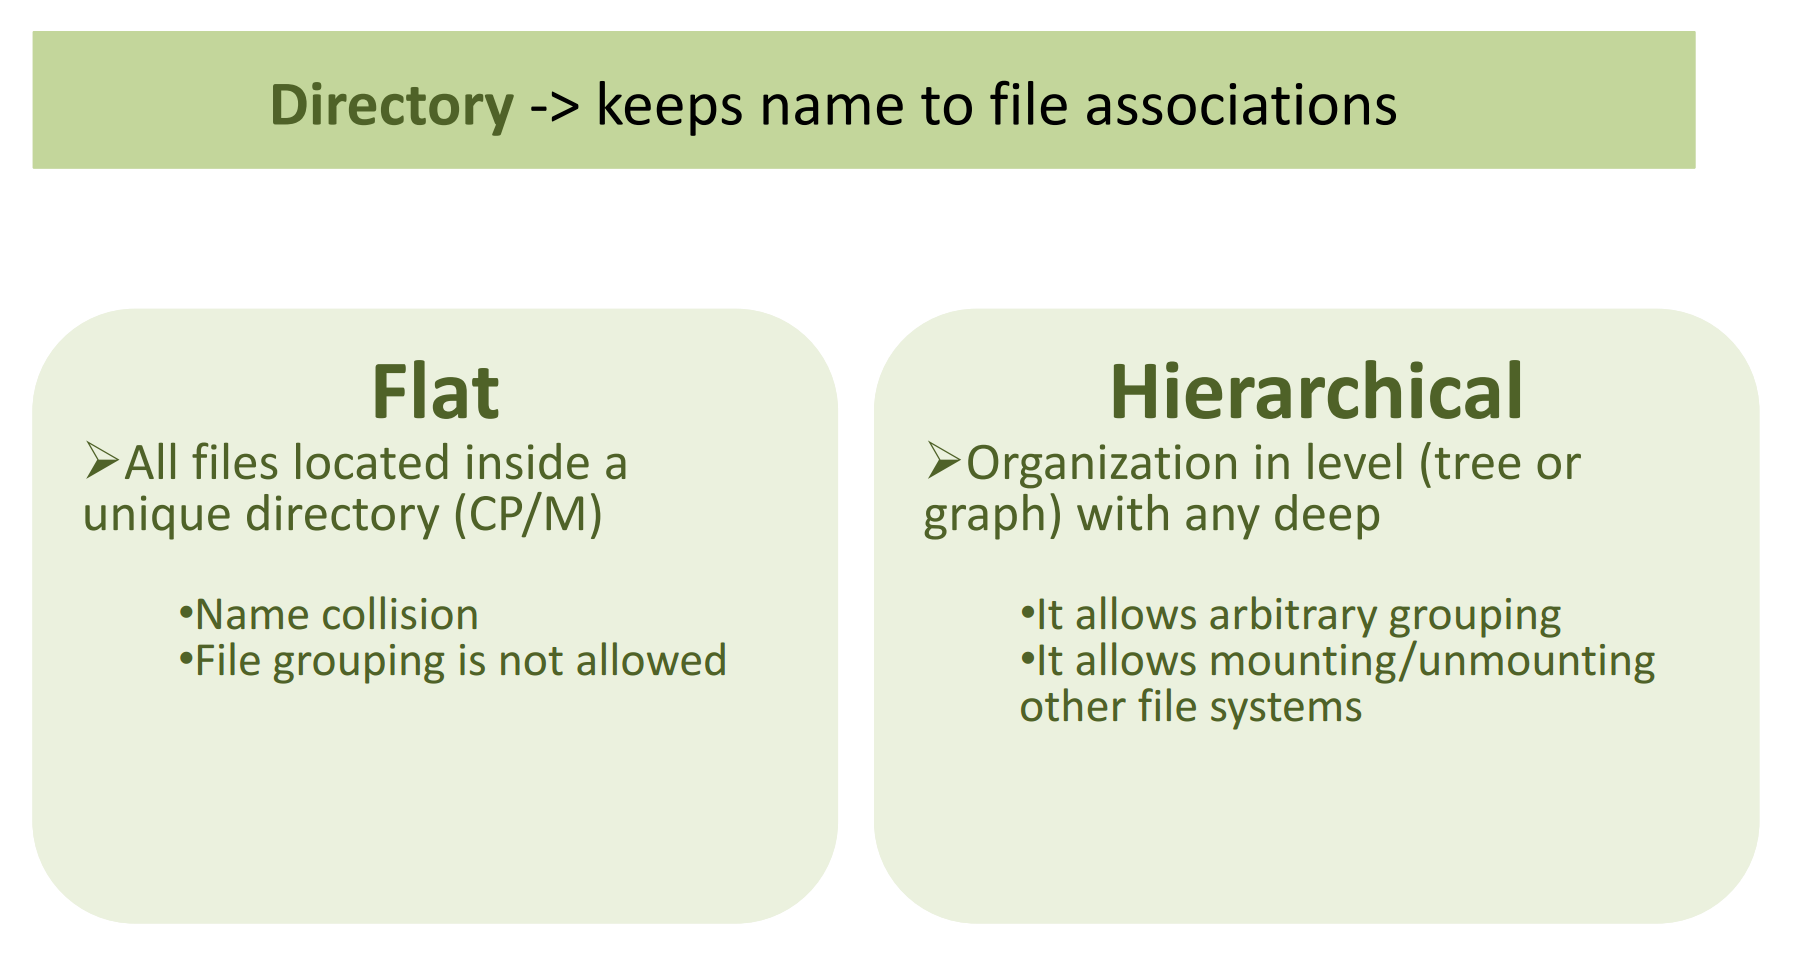 Directory -> keeps name to file associations
Flat
➢All files located inside a
unique directory (CP/M)
•Name collision
•File grouping is not allowed
Hierarchical
➢Organization in level (tree or
graph) with any deep
•It allows arbitrary grouping
•It allows mounting/unmounting
other file systems